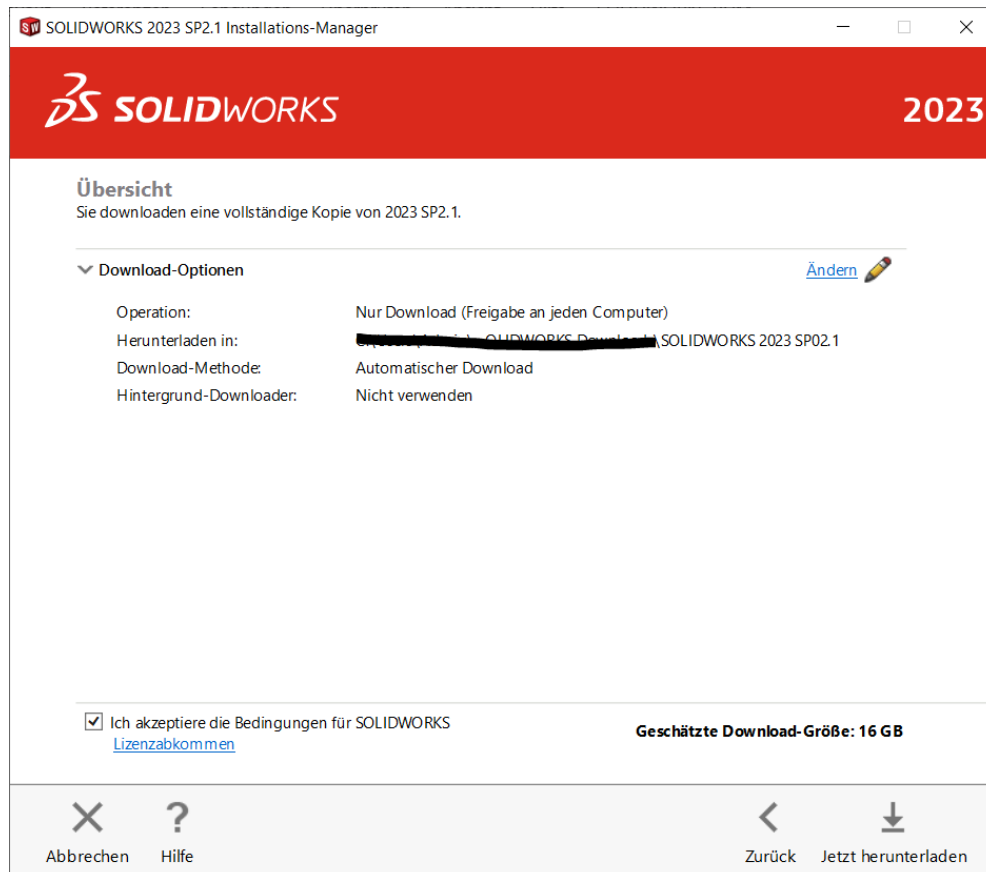 SOLIDWORKS 2023 SP2.1 Installations-Manager
SOLIDWORKS
2023
Übersicht
Sie downloaden eine vollständige Kopie von 2023 SP2.1.
Download-Optionen
Ändern
Operation: Nur Download (Freigabe an jeden Computer)
Herunterladen in: \SOLIDWORKS 2023 SP02.1
Download-Methode: Automatischer Download
Hintergrund-Downloader: Nicht verwenden
Ich akzeptiere die Bedingungen für SOLIDWORKS
Lizenzabkommen
Geschätzte Download-Größe: 16 GB
Abbrechen
Hilfe
Zurück
Jetzt herunterladen